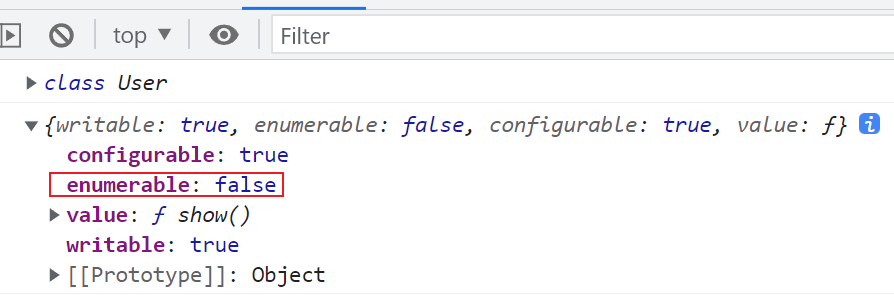 top ▼ Filter
▶ class User
▼ {writable: true, enumerable: false, configurable: true, value: ƒ} i
configurable: true
enumerable: false
▶ value: ƒ show()
writable: true
▶ [[Prototype]]: Object